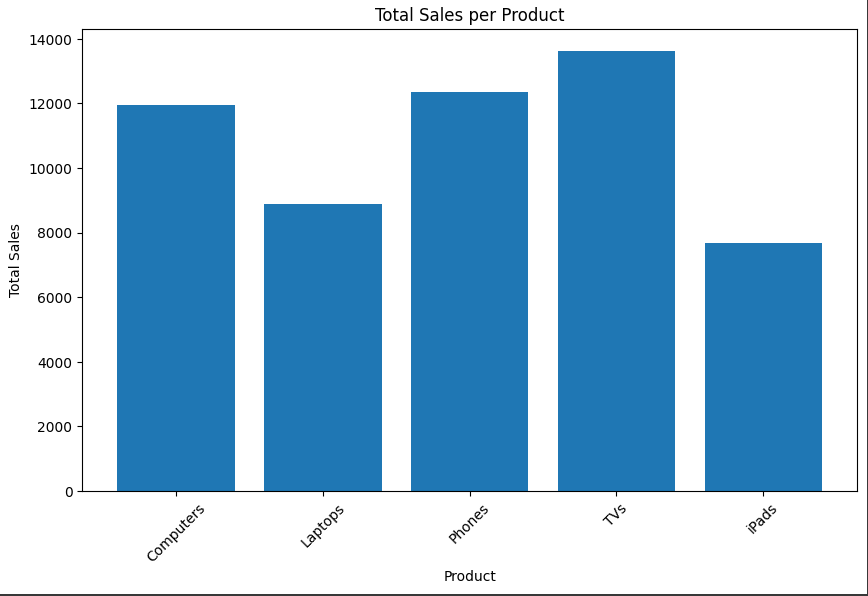 Total Sales per Product
Total Sales
14000
12000
10000
8000
6000
4000
2000
0
Computers
Laptops
Phones
TVs
iPads
Product